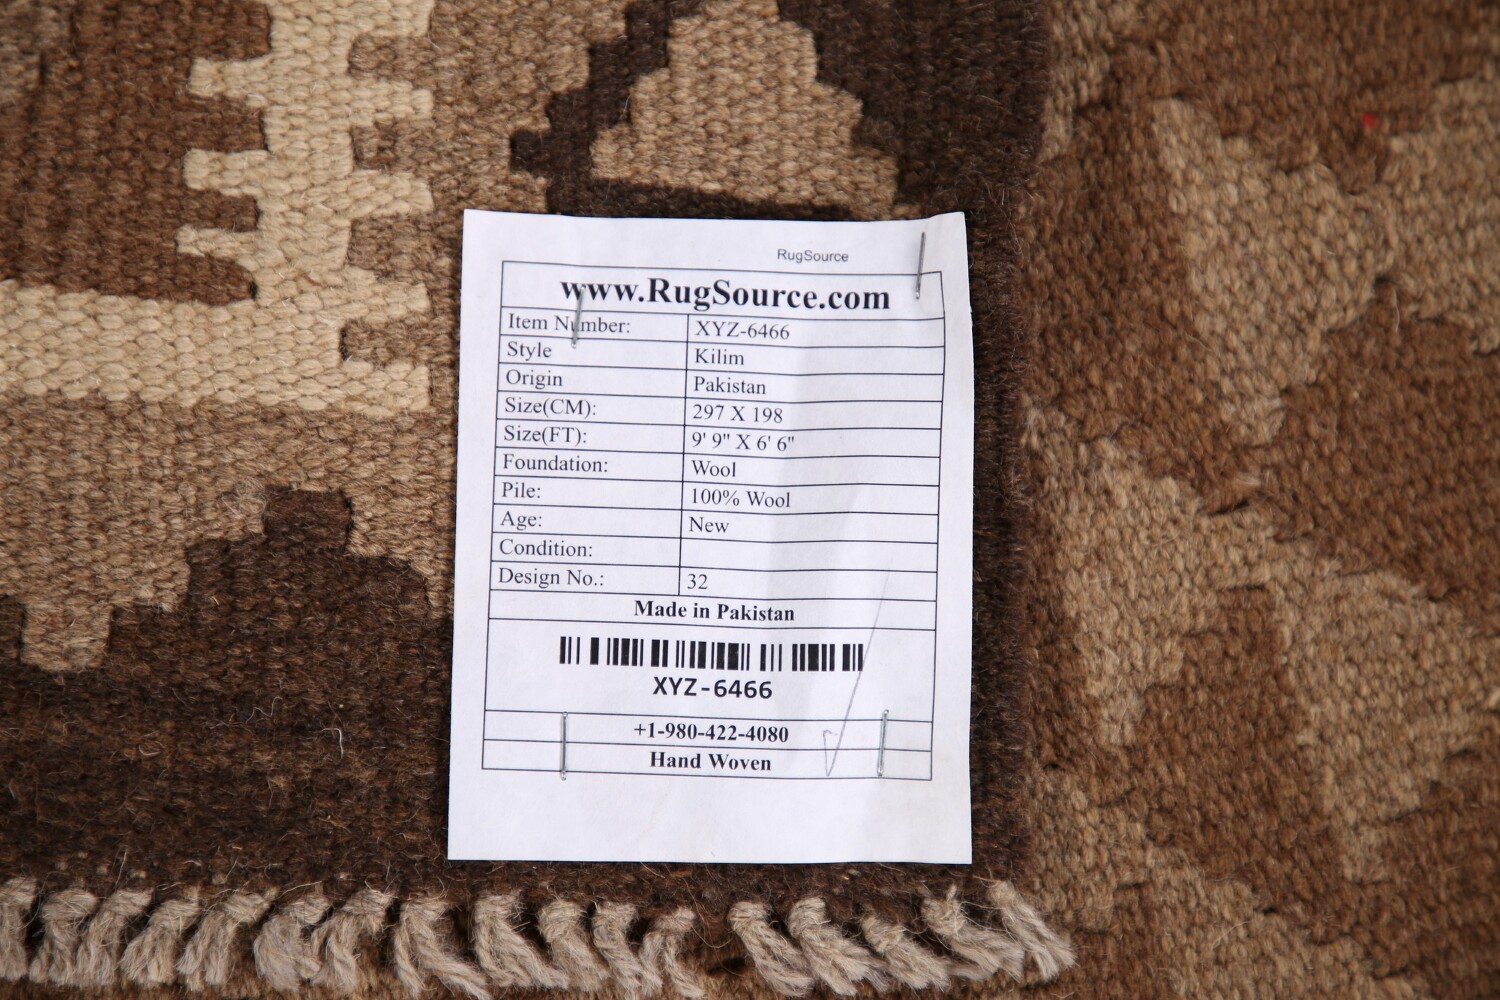 RugSource
www.RugSource.com
Item Number: XYZ-6466
Style Kilim
Origin Pakistan
Size(CM): 297 X 198
Size(FT): 9' 9" X 6' 6"
Foundation: Wool
Pile: 100% Wool
Age: New
Condition:
Design No.: 32
Made in Pakistan
XYZ-6466
+1-980-422-4080
Hand Woven